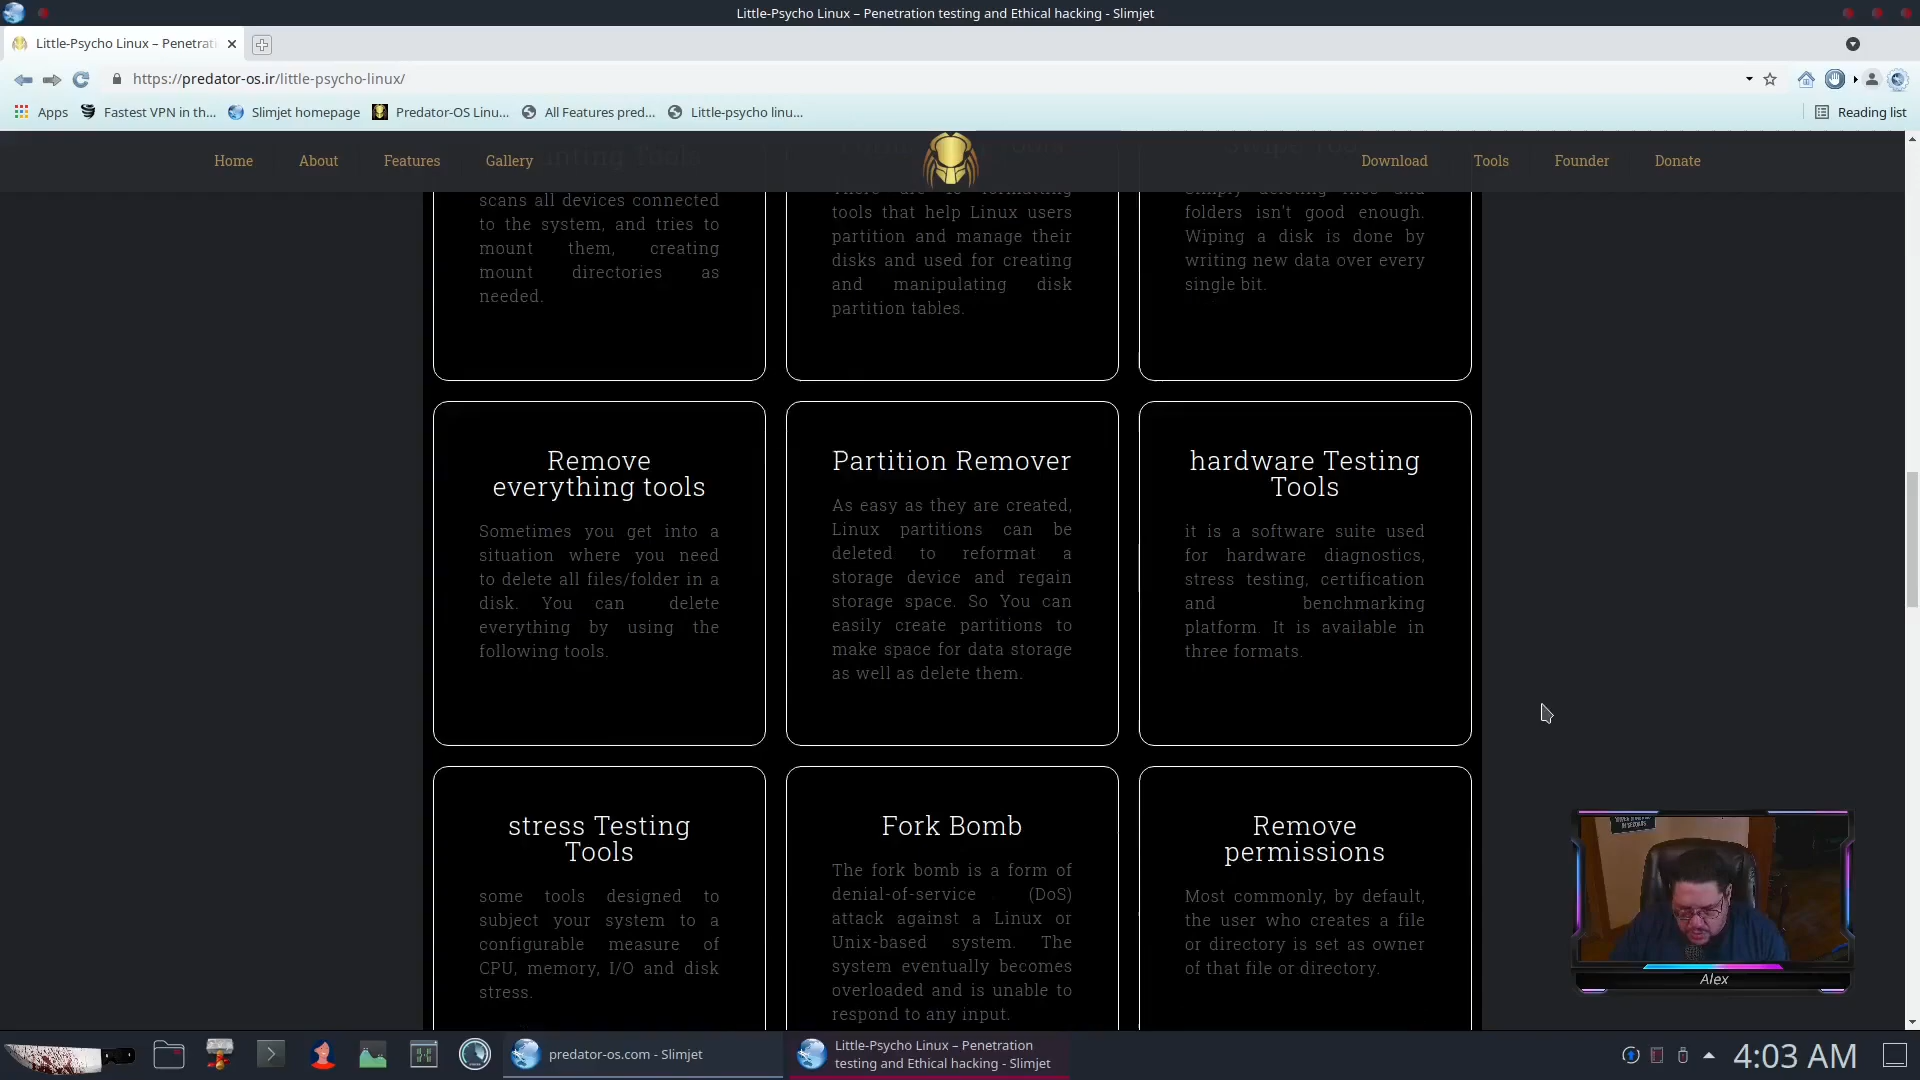 Little-Psycho Linux – Penetration testing and Ethical hacking - Slimjet
Little-Psycho Linux – Penetrati
https://predator-os.ir/little-psycho-linux/
Apps
Fastest VPN in th...
Slimjet homepage
Predator-OS Linu...
All Features pred...
Little-psycho linu...
Reading list
Home
About
Features
Gallery
Download
Tools
Founder
Donate
scans all devices connected
to the system, and tries to
mount them, creating
mount directories as
needed.
tools that help Linux users
partition and manage their
disks and used for creating
and manipulating disk
partition tables.
Simply deleting files and
folders isn't good enough.
Wiping a disk is done by
writing new data over every
single bit.
Remove
everything tools
Sometimes you get into a
situation where you need
to delete all files/folder in a
disk. You can delete
everything by using the
following tools.
Partition Remover
As easy as they are created,
Linux partitions can be
deleted to reformat a
storage device and regain
storage space. So You can
easily create partitions to
make space for data storage
as well as delete them.
hardware Testing
Tools
it is a software suite used
for hardware diagnostics,
stress testing, certification
and benchmarking
platform. It is available in
three formats.
stress Testing
Tools
some tools designed to
subject your system to a
configurable measure of
CPU, memory, I/O and disk
stress.
Fork Bomb
The fork bomb is a form of
denial-of-service (DoS)
attack against a Linux or
Unix-based system. The
system eventually becomes
overloaded and is unable to
respond to any input.
Remove
permissions
Most commonly, by default,
the user who creates a file
or directory is set as owner
of that file or directory.
Alex
predator-os.com - Slimjet
Little-Psycho Linux – Penetration
testing and Ethical hacking - Slimjet
4:03 AM